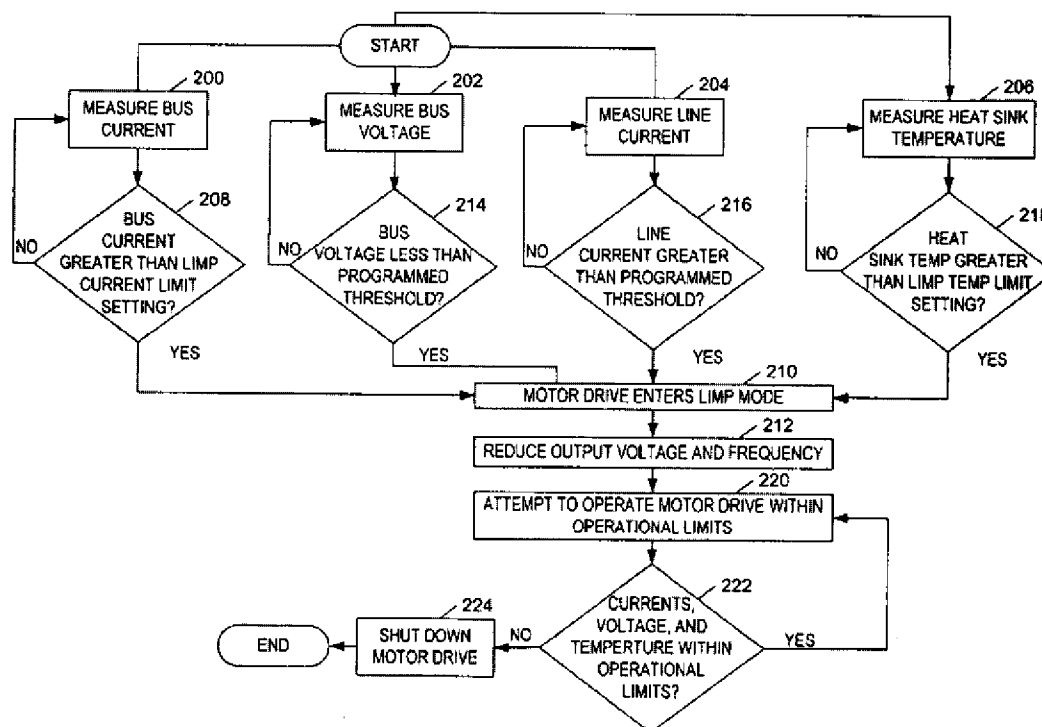 START
200
MEASURE BUS
CURRENT
202
MEASURE BUS
VOLTAGE
204
MEASURE LINE
CURRENT
206
MEASURE HEAT SINK
TEMPERATURE
208
BUS
CURRENT
GREATER THAN LIMP
CURRENT LIMIT
SETTING?
NO
YES
214
BUS
VOLTAGE LESS THAN
PROGRAMMED
THRESHOLD?
NO
YES
216
LINE
CURRENT GREATER
THAN PROGRAMMED
THRESHOLD?
NO
YES
218
HEAT
SINK TEMP GREATER
THAN LIMP TEMP LIMIT
SETTING?
NO
YES
210
MOTOR DRIVE ENTERS LIMP MODE
212
REDUCE OUTPUT VOLTAGE AND FREQUENCY
220
ATTEMPT TO OPERATE MOTOR DRIVE WITHIN
OPERATIONAL LIMITS
222
CURRENTS,
VOLTAGE, AND
TEMPERTURE WITHIN
OPERATIONAL
LIMITS?
NO
YES
224
SHUT DOWN
MOTOR DRIVE
END